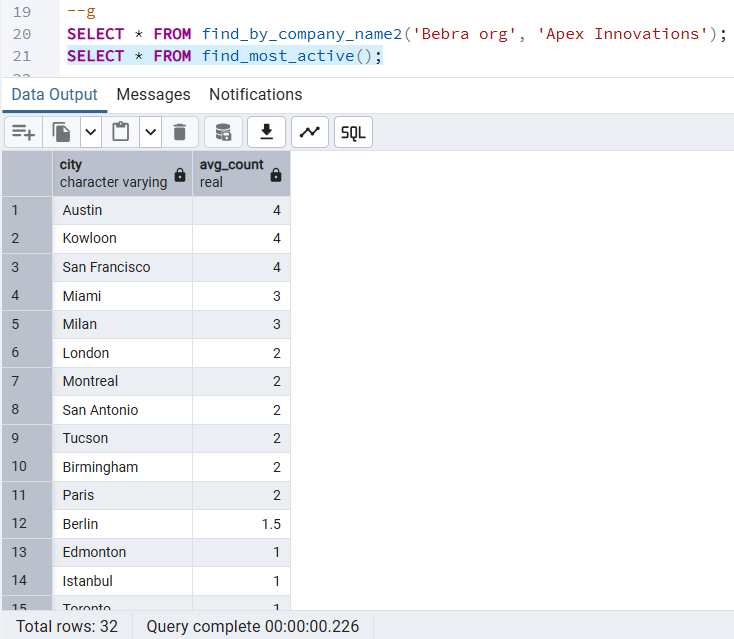 19 --g
20 SELECT * FROM find_by_company_name2('Bebra org', 'Apex Innovations');
21 SELECT * FROM find_most_active();
22
Data Output Messages Notifications
SQL
city avg_count
character varying real
1 Austin 4
2 Kowloon 4
3 San Francisco 4
4 Miami 3
5 Milan 3
6 London 2
7 Montreal 2
8 San Antonio 2
9 Tucson 2
10 Birmingham 2
11 Paris 2
12 Berlin 1.5
13 Edmonton 1
14 Istanbul 1
15 Toronto 1
Total rows: 32 Query complete 00:00:00.226